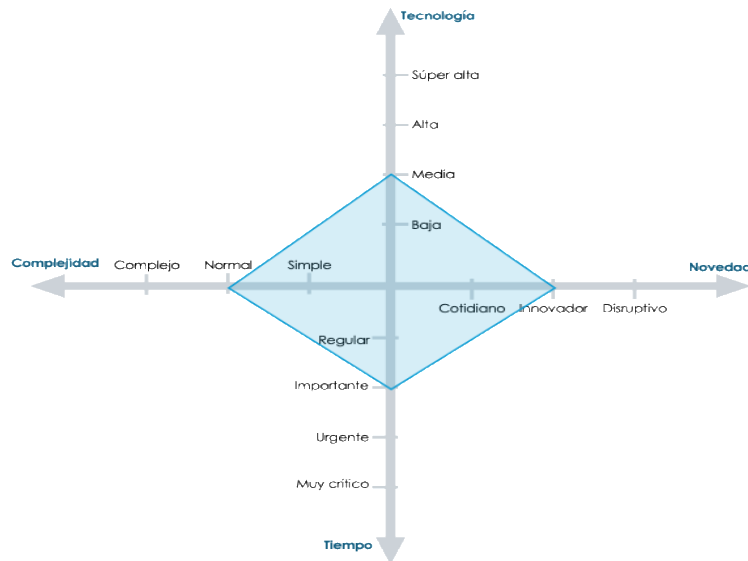 Tecnología
Súper alta
Alta
Media
Baja
Complejidad
Complejo
Normal
Simple
Novedad
Cotidiano
Innovador
Disruptivo
Regular
Importante
Urgente
Muy crítico
Tiempo